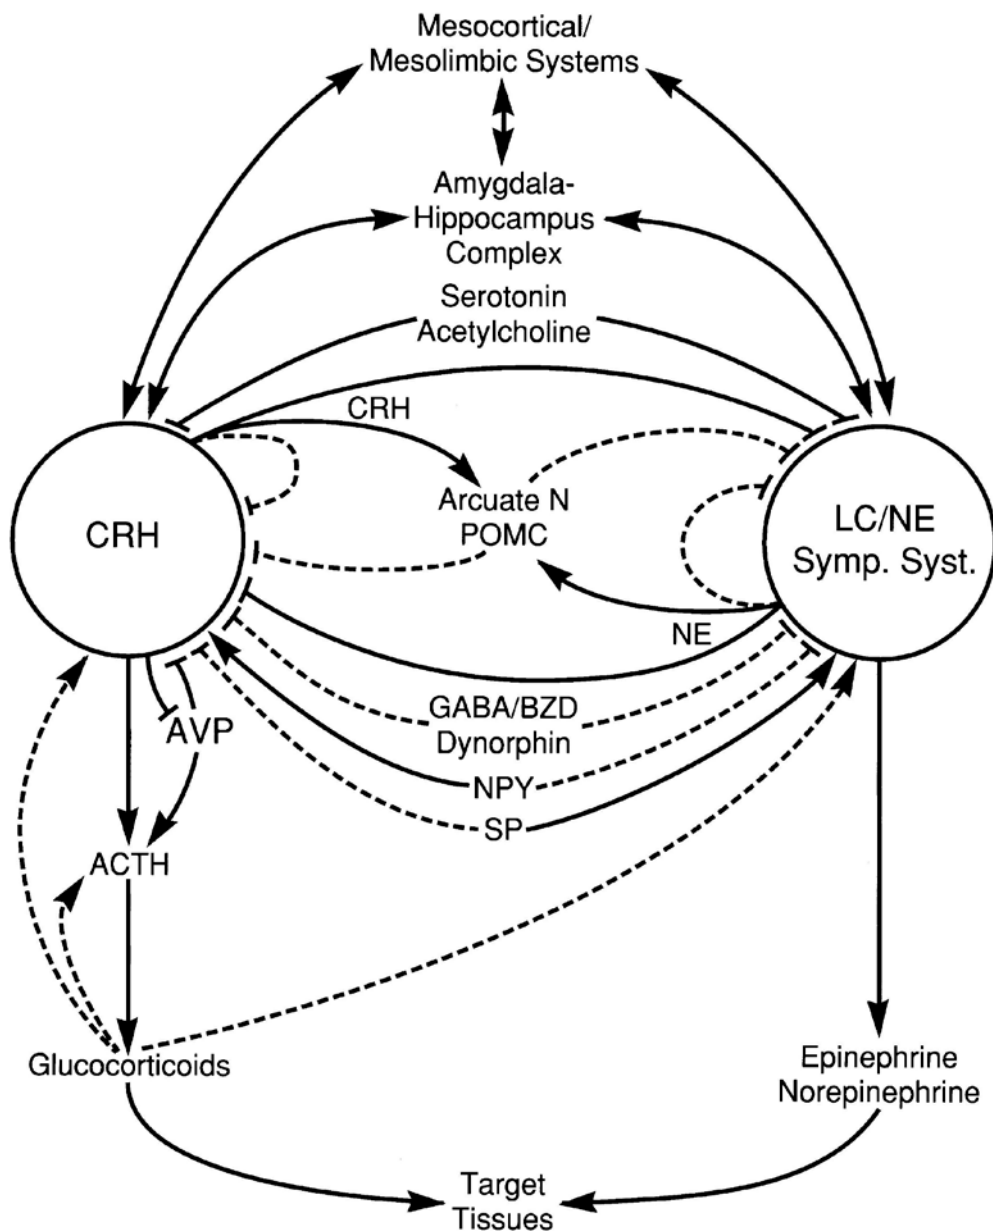 Mesocortical/
Mesolimbic Systems
Amygdala-
Hippocampus
Complex
Serotonin
Acetylcholine
CRH
Arcuate N
POMC
CRH
LC/NE
Symp. Syst.
NE
GABA/BZD
Dynorphin
AVP
NPY
SP
ACTH
Glucocorticoids
Epinephrine
Norepinephrine
Target
Tissues